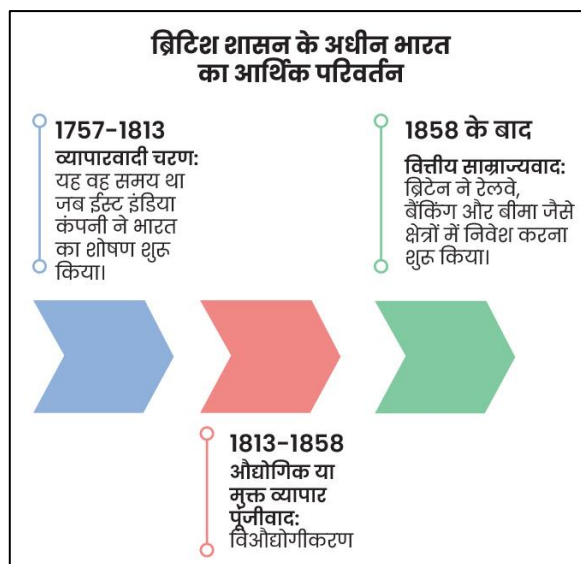 ब्रिटिश शासन के अधीन भारत
का आर्थिक परिवर्तन
1757-1813
व्यापारवादी चरण:
यह वह समय था
जब ईस्ट इंडिया
कंपनी ने भारत
का शोषण शुरू
किया।
1858 के बाद
वित्तीय साम्राज्यवाद:
ब्रिटेन ने रेलवे,
बैंकिंग और बीमा जैसे
क्षेत्रों में निवेश करना
शुरू किया।
1813-1858
औद्योगिक या
मुक्त व्यापार
पूंजीवाद:
विऔद्योगीकरण